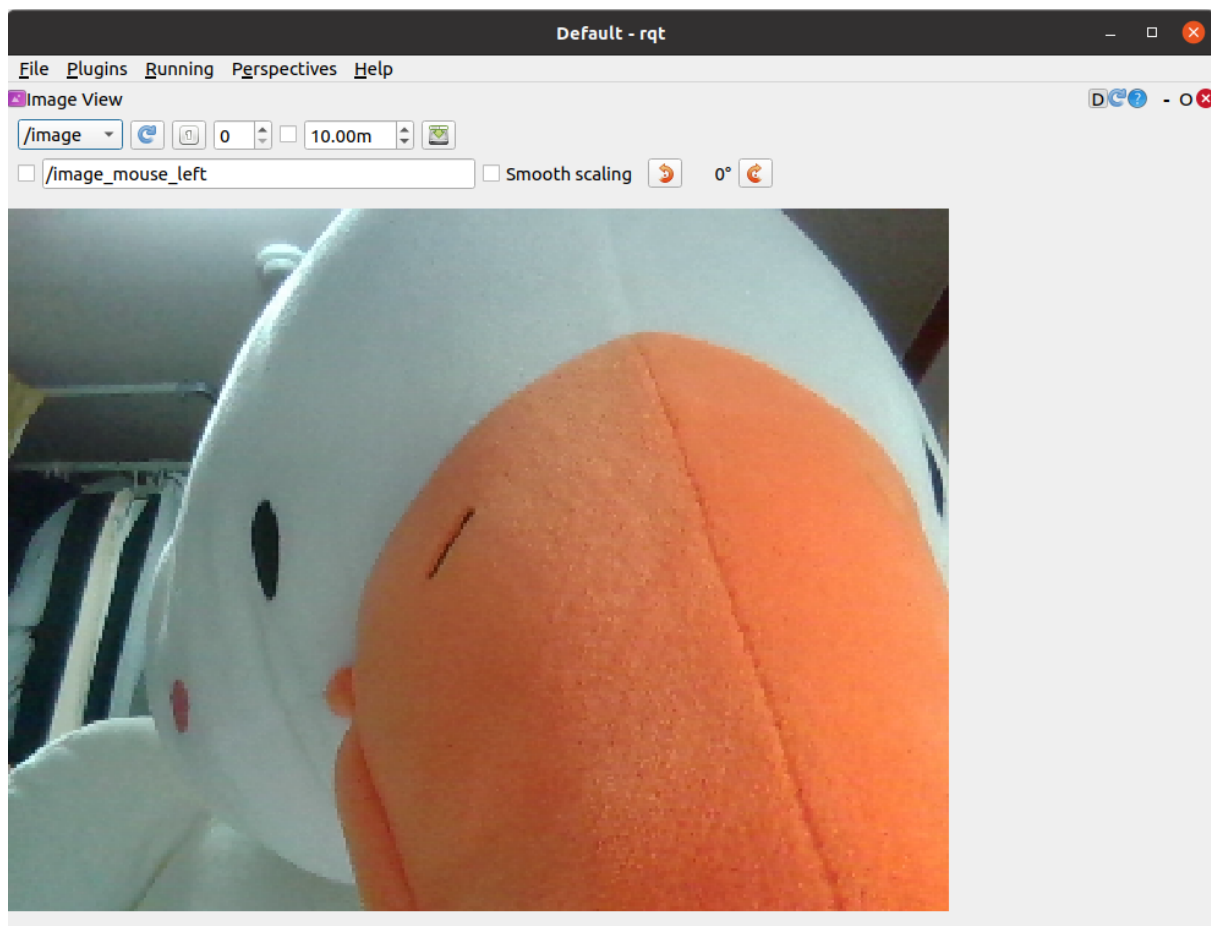 Default - rqt
File Plugins Running Perspectives Help
Image View
D
- O
/image
0
10.00m
/image_mouse_left
Smooth scaling
0°